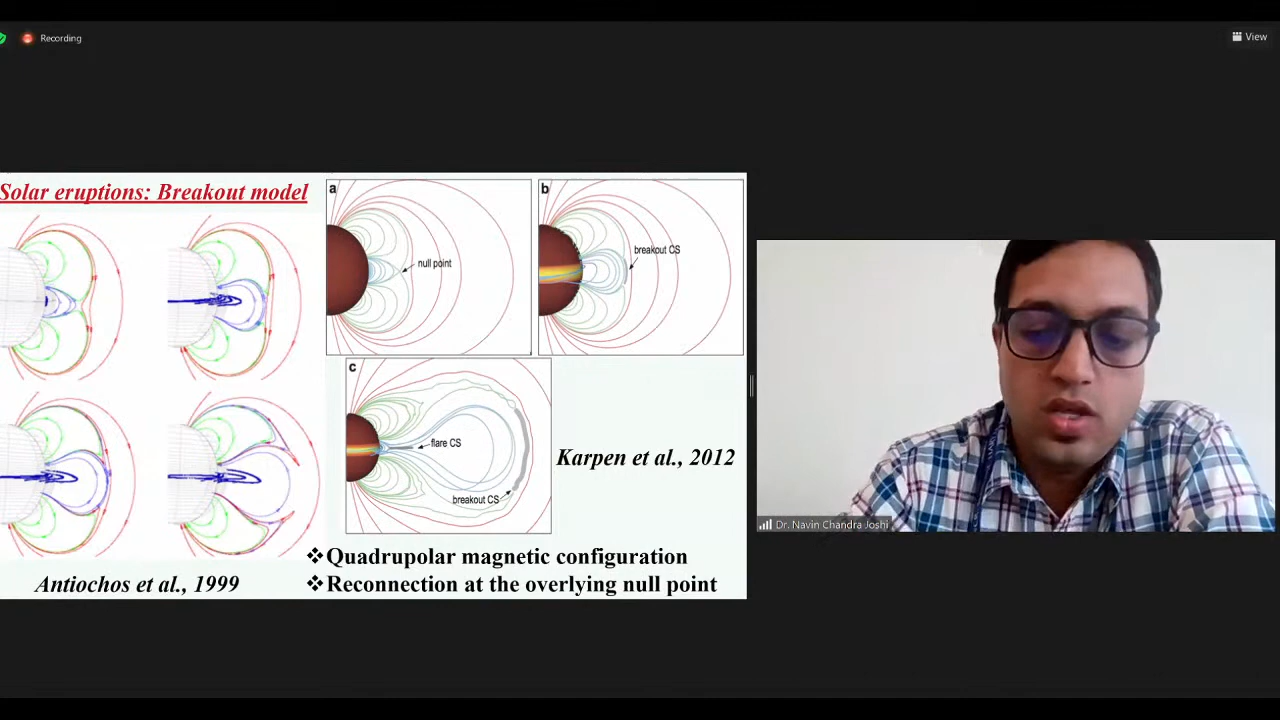 Recording
View
Solar eruptions: Breakout model
a
null point
b
breakout CS
c
flare CS
breakout CS
Karpen et al., 2012
❖Quadrupolar magnetic configuration
Antiochos et al., 1999
❖Reconnection at the overlying null point
Dr. Navin Chandra Joshi